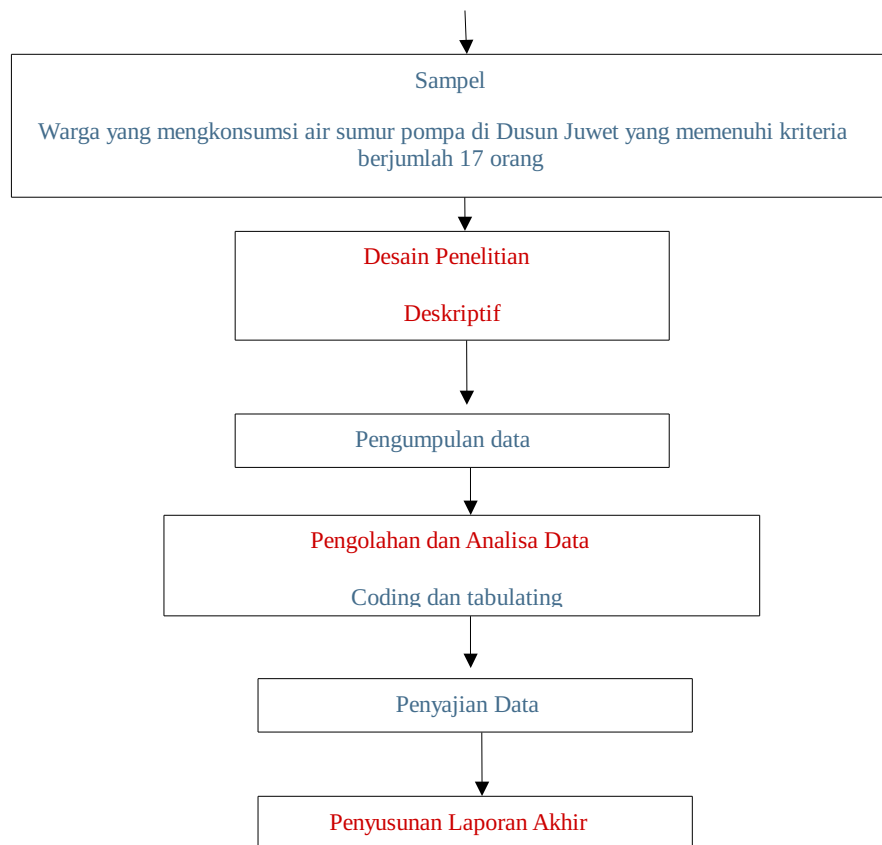 Sampel
Warga yang mengkonsumsi air sumur pompa di Dusun Juwet yang memenuhi kriteria
berjumlah 17 orang
Desain Penelitian
Deskriptif
Pengumpulan data
Pengolahan dan Analisa Data
Coding dan tabulating
Penyajian Data
Penyusunan Laporan Akhir